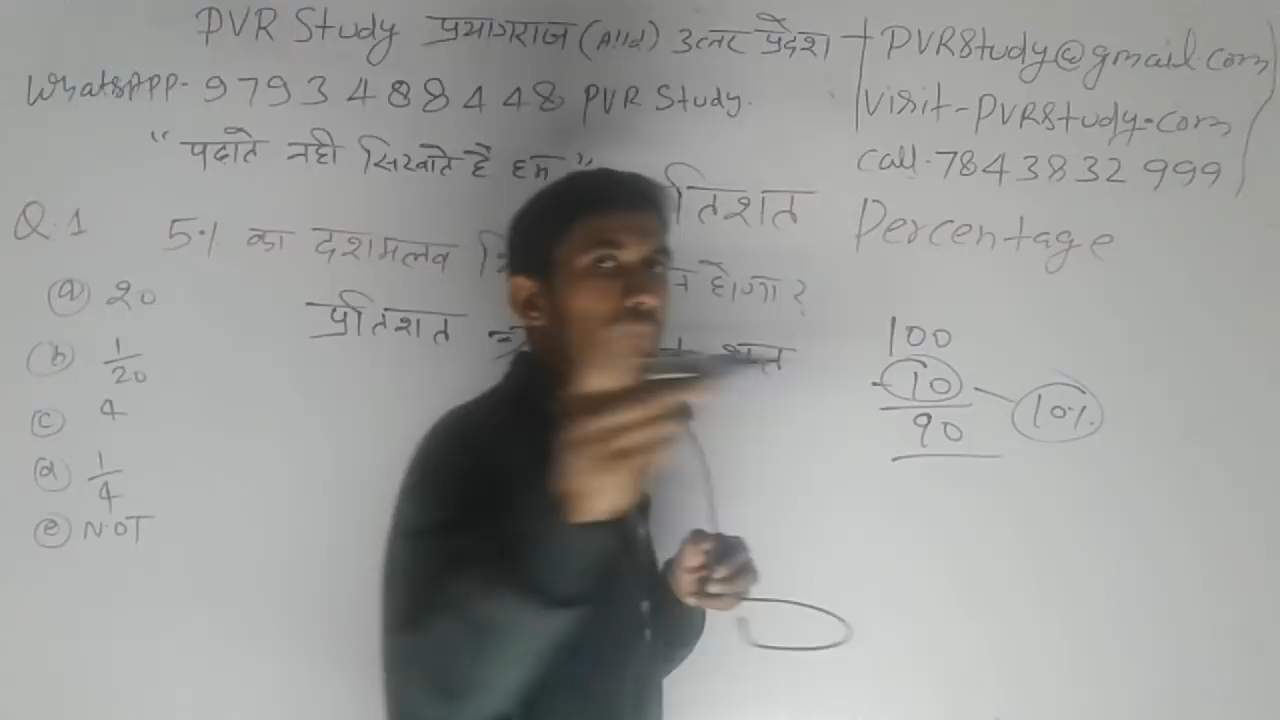 PVR Study प्रयागराज (Alld) उत्तर प्रदेश
PVRStudy@gmail.com
WhatsAPP- 9793488448 PVR Study.
Visit-PVRStudy.com
Call.7843832999
"पढाते नही सिखाते है हम"
तिशत Percentage
Q.1 5% का दशमलव होगा?
(a) 20
प्रतिशत शत
(b) 1/20
(c) 4
(d) 1/4
(e) N.OT
100
-10 - 10%
90